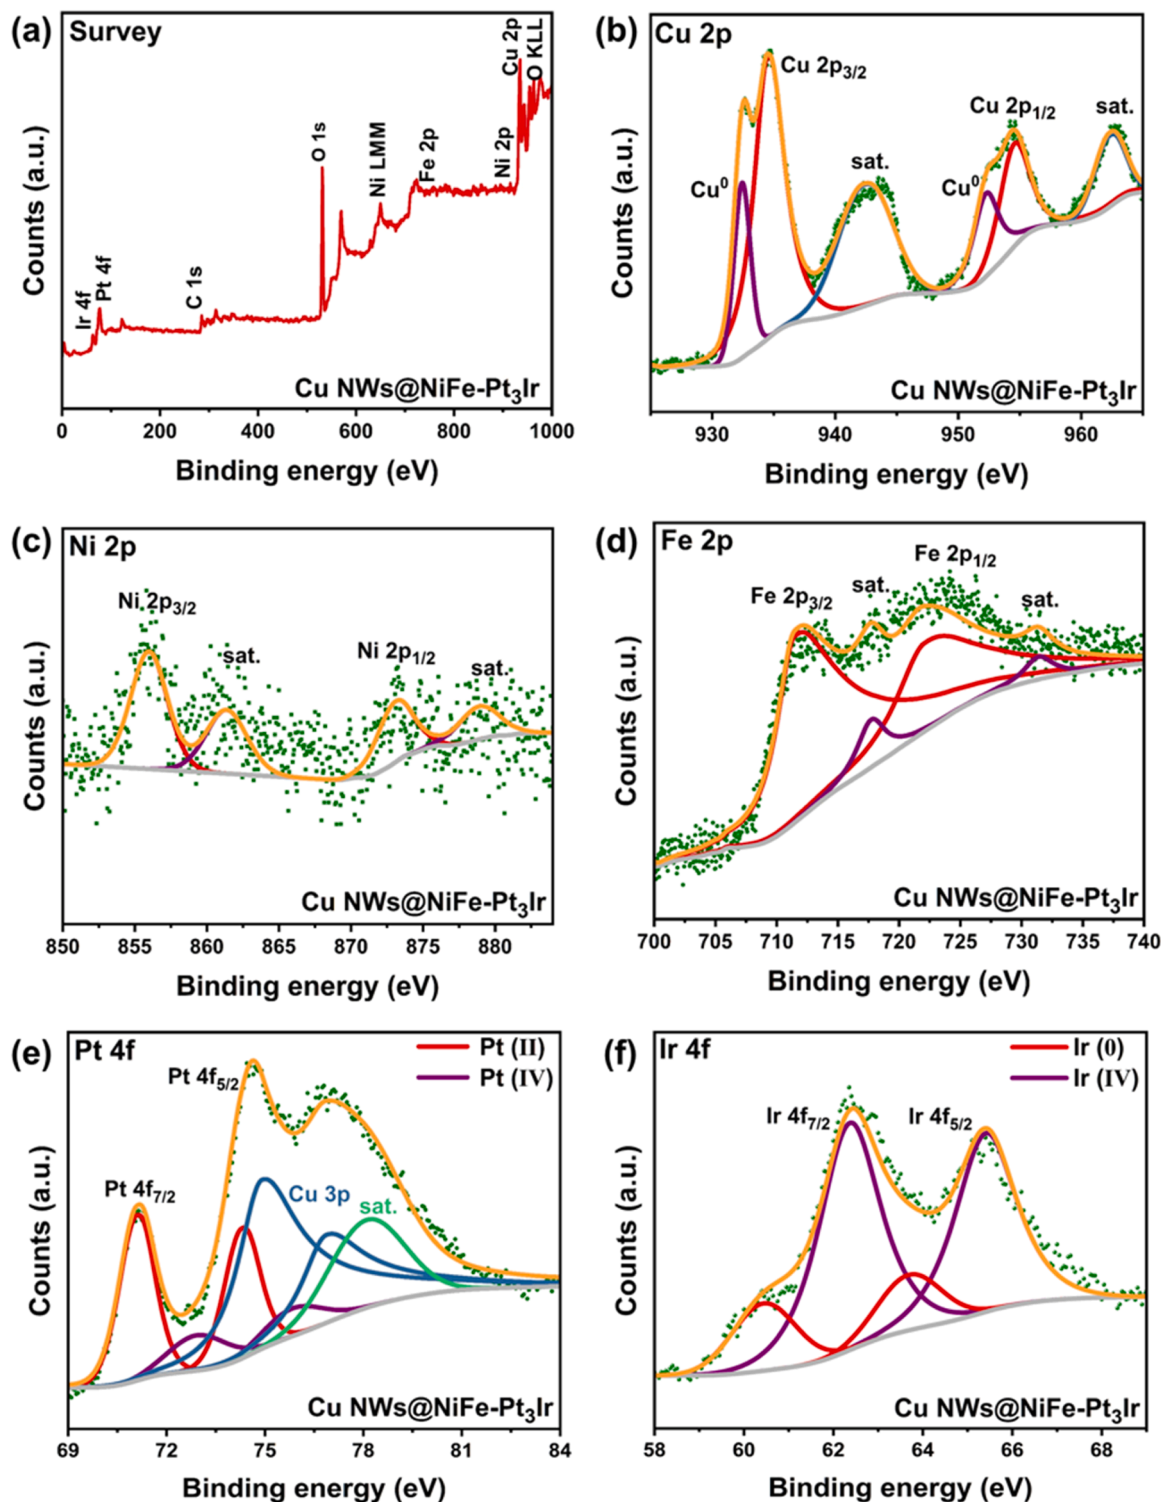 (a) Survey
Ir 4f
Pt 4f
C 1s
O 1s
Ni LMM
Fe 2p
Ni 2p
Cu 2p
O KLL
Cu NWs@NiFe-Pt₃Ir
Counts (a.u.)
0 200 400 600 800 1000
Binding energy (eV)
(b) Cu 2p
Cu 2p₃/₂
Cu⁰
sat.
Cu 2p₁/₂
Cu⁰
sat.
Cu NWs@NiFe-Pt₃Ir
Counts (a.u.)
930 940 950 960
Binding energy (eV)
(c) Ni 2p
Ni 2p₃/₂
sat.
Ni 2p₁/₂
sat.
Cu NWs@NiFe-Pt₃Ir
Counts (a.u.)
850 855 860 865 870 875 880
Binding energy (eV)
(d) Fe 2p
Fe 2p₃/₂
sat.
Fe 2p₁/₂
sat.
Cu NWs@NiFe-Pt₃Ir
Counts (a.u.)
700 705 710 715 720 725 730 735 740
Binding energy (eV)
(e) Pt 4f
Pt (II)
Pt (IV)
Pt 4f₅/₂
Pt 4f₇/₂
Cu 3p
sat.
Cu NWs@NiFe-Pt₃Ir
Counts (a.u.)
69 72 75 78 81 84
Binding energy (eV)
(f) Ir 4f
Ir (0)
Ir (IV)
Ir 4f₇/₂
Ir 4f₅/₂
Cu NWs@NiFe-Pt₃Ir
Counts (a.u.)
58 60 62 64 66 68
Binding energy (eV)